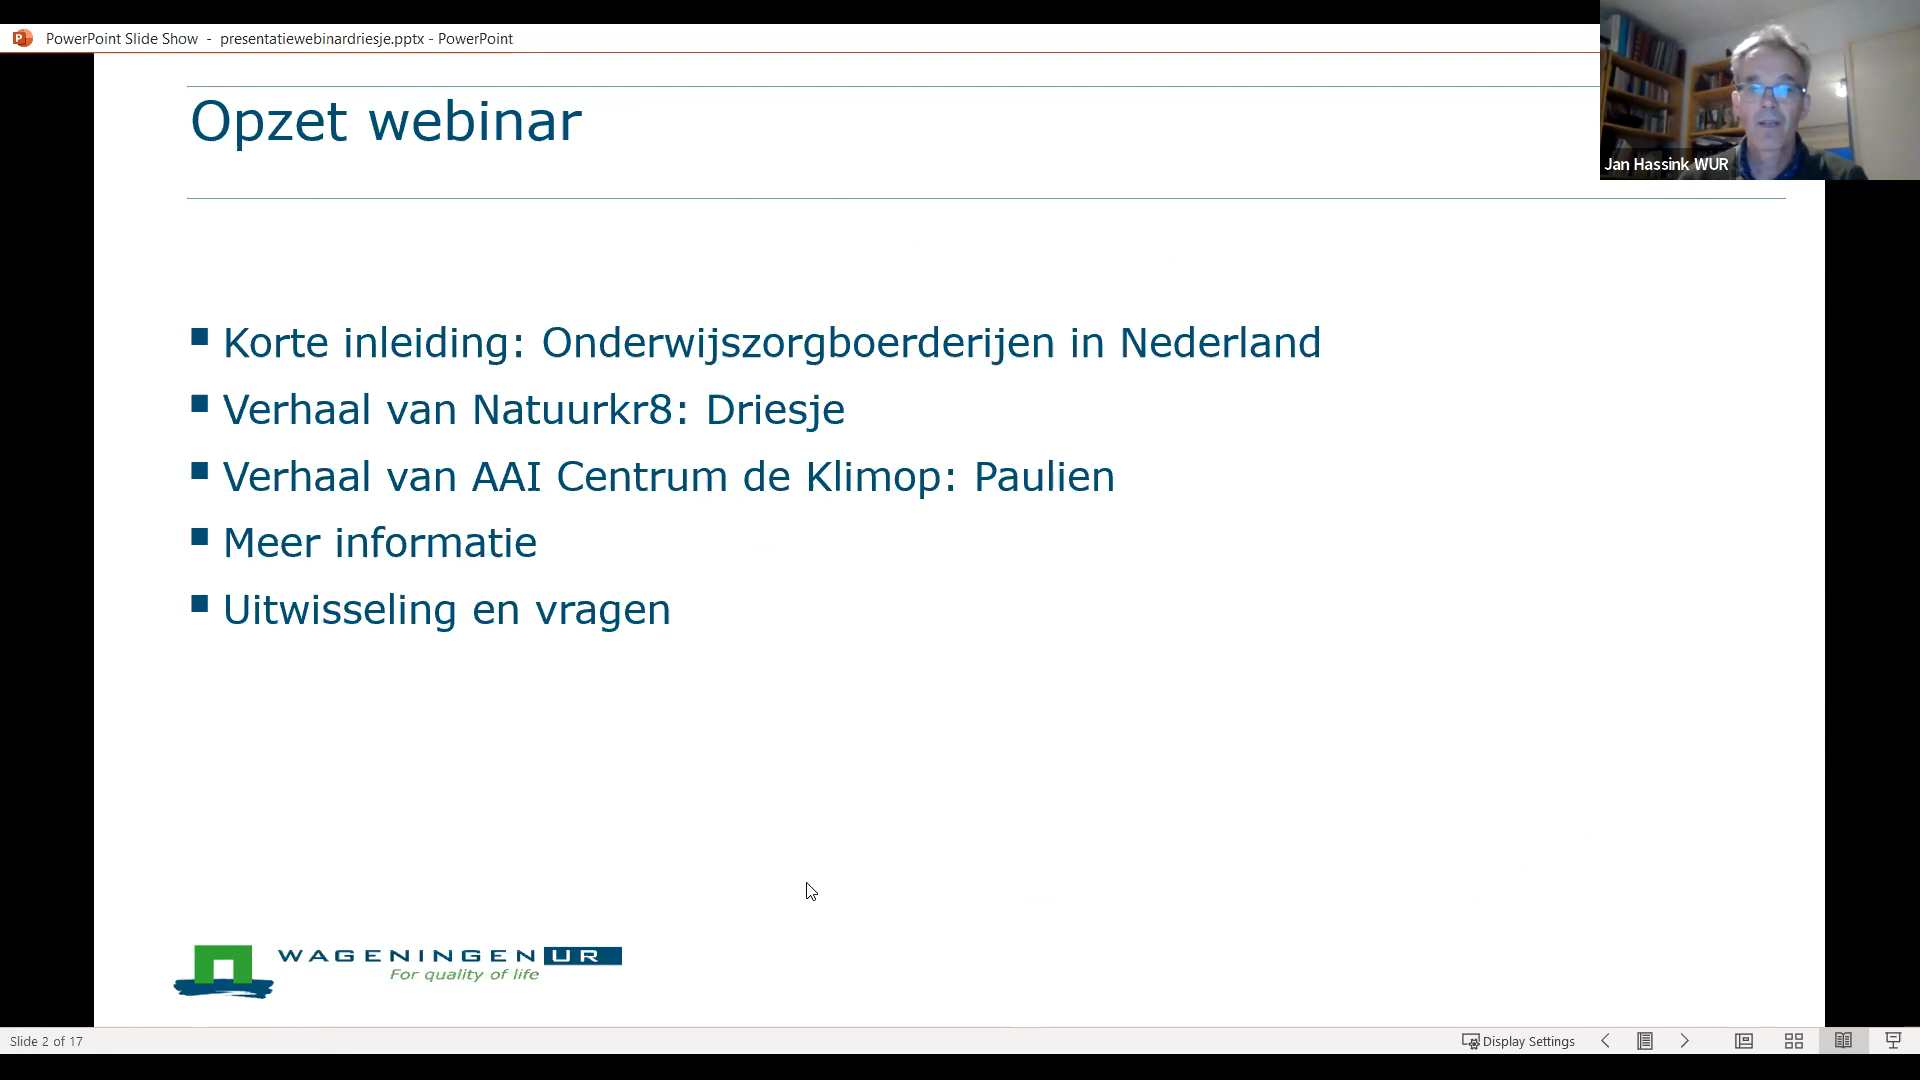 PowerPoint Slide Show - presentatiewebinardriesje.pptx - PowerPoint
Jan Hassink WUR
Opzet webinar
Korte inleiding: Onderwijszorgboerderijen in Nederland
Verhaal van Natuurkr8: Driesje
Verhaal van AAI Centrum de Klimop: Paulien
Meer informatie
Uitwisseling en vragen
WAGENINGEN UR
For quality of life
Slide 2 of 17
Display Settings